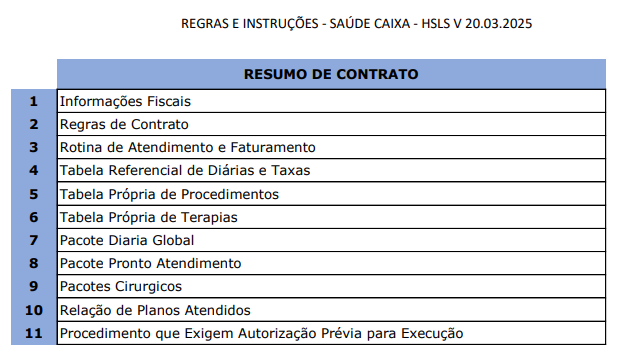 REGRAS E INSTRUÇÕES - SAÚDE CAIXA - HSLS V 20.03.2025
RESUMO DE CONTRATO
1 Informações Fiscais
2 Regras de Contrato
3 Rotina de Atendimento e Faturamento
4 Tabela Referencial de Diárias e Taxas
5 Tabela Própria de Procedimentos
6 Tabela Própria de Terapias
7 Pacote Diaria Global
8 Pacote Pronto Atendimento
9 Pacotes Cirurgicos
10 Relação de Planos Atendidos
11 Procedimento que Exigem Autorização Prévia para Execução